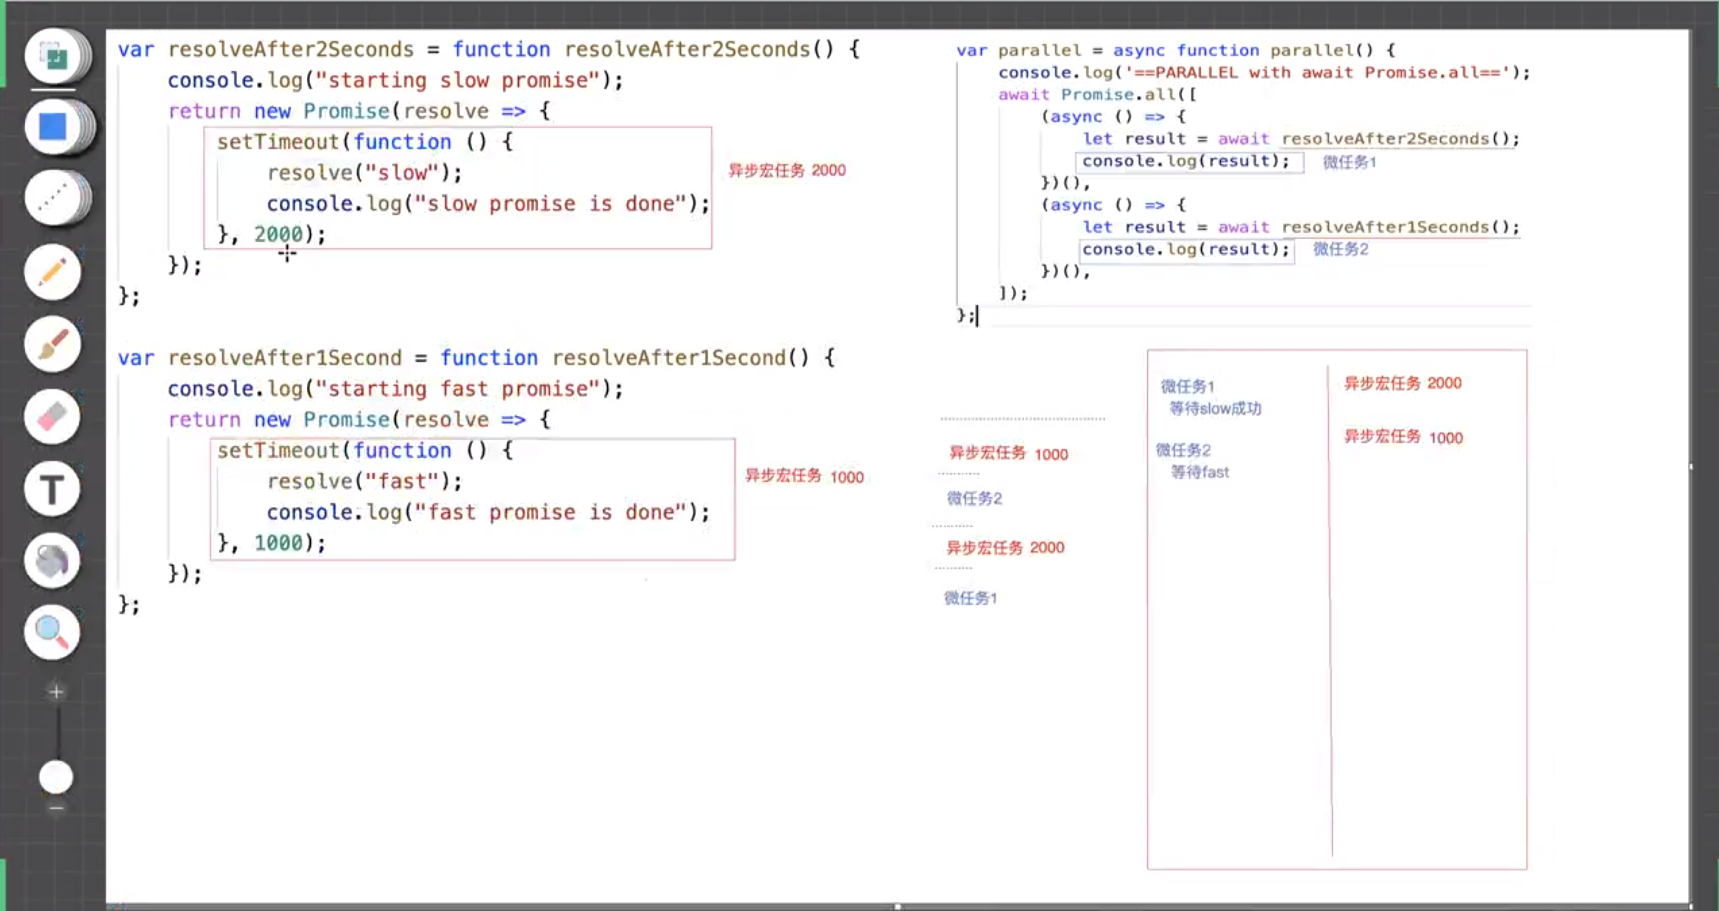 var resolveAfter2Seconds = function resolveAfter2Seconds() {
console.log("starting slow promise");
return new Promise(resolve => {
setTimeout(function () {
resolve("slow");
console.log("slow promise is done");
}, 2000);
});
};
异步宏任务 2000
var resolveAfter1Second = function resolveAfter1Second() {
console.log("starting fast promise");
return new Promise(resolve => {
setTimeout(function () {
resolve("fast");
console.log("fast promise is done");
}, 1000);
});
};
异步宏任务 1000
var parallel = async function parallel() {
console.log('==PARALLEL with await Promise.all==');
await Promise.all([
(async () => {
let result = await resolveAfter2Seconds();
console.log(result); 微任务1
})(),
(async () => {
let result = await resolveAfter1Seconds();
console.log(result); 微任务2
})(),
]);
};
异步宏任务 1000
微任务2
异步宏任务 2000
微任务1
微任务1
等待slow成功
微任务2
等待fast
异步宏任务 2000
异步宏任务 1000
T